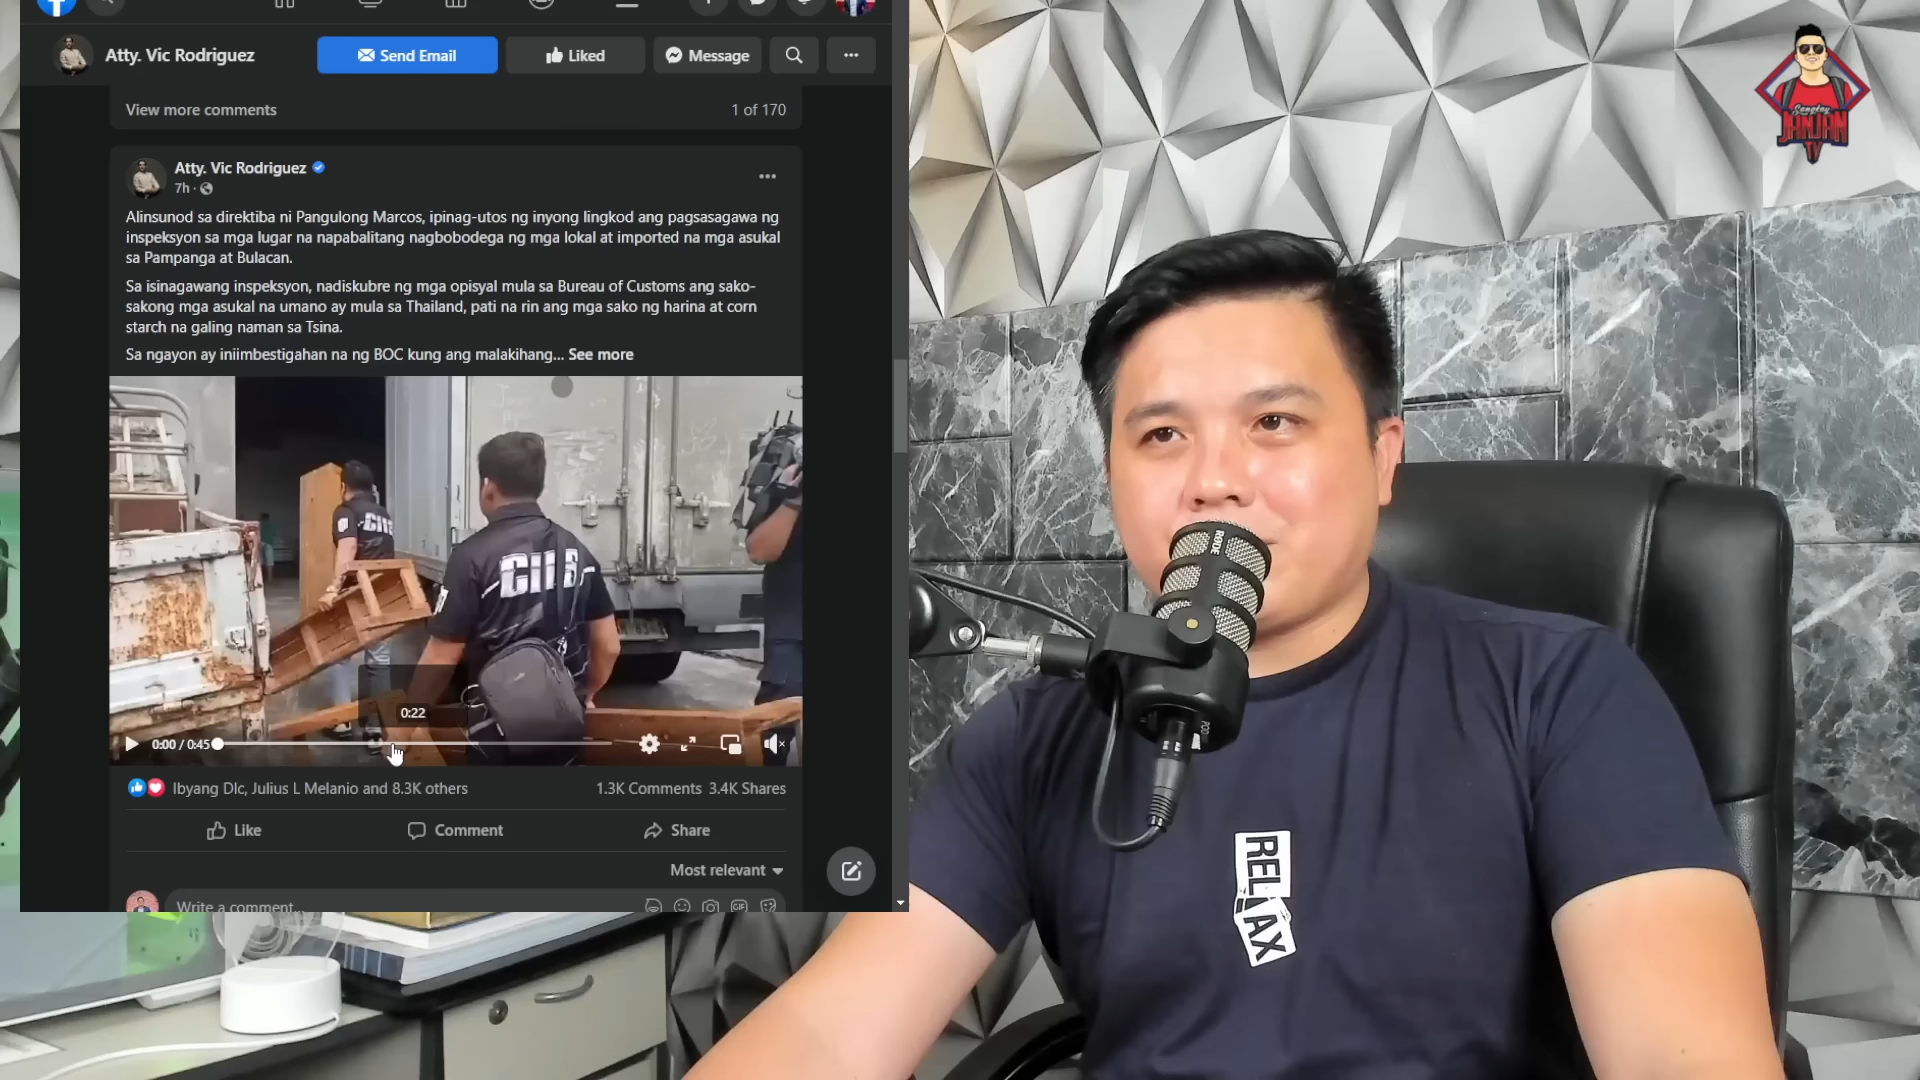 Atty. Vic Rodriguez
Send Email
Liked
Message
View more comments
1 of 170
Atty. Vic Rodriguez
7h ·
Alinsunod sa direktiba ni Pangulong Marcos, ipinag-utos ng inyong lingkod ang pagsasagawa ng
inspeksyon sa mga lugar na napabalitang nagbobodega ng mga lokal at imported na mga asukal
sa Pampanga at Bulacan.
Sa isinagawang inspeksyon, nadiskubre ng mga opisyal mula sa Bureau of Customs ang sako-
sakong mga asukal na umano ay mula sa Thailand, pati na rin ang mga sako ng harina at corn
starch na galing naman sa Tsina.
Sa ngayon ay iniimbestigahan na ng BOC kung ang malakihang... See more
0:22
0:00 / 0:45
Ibyang Dlc, Julius L Melanio and 8.3K others
1.3K Comments 3.4K Shares
Like
Comment
Share
Most relevant
Write a comment...
GIF
Sangkay
JANJAN
TV
RØDE
RELAX